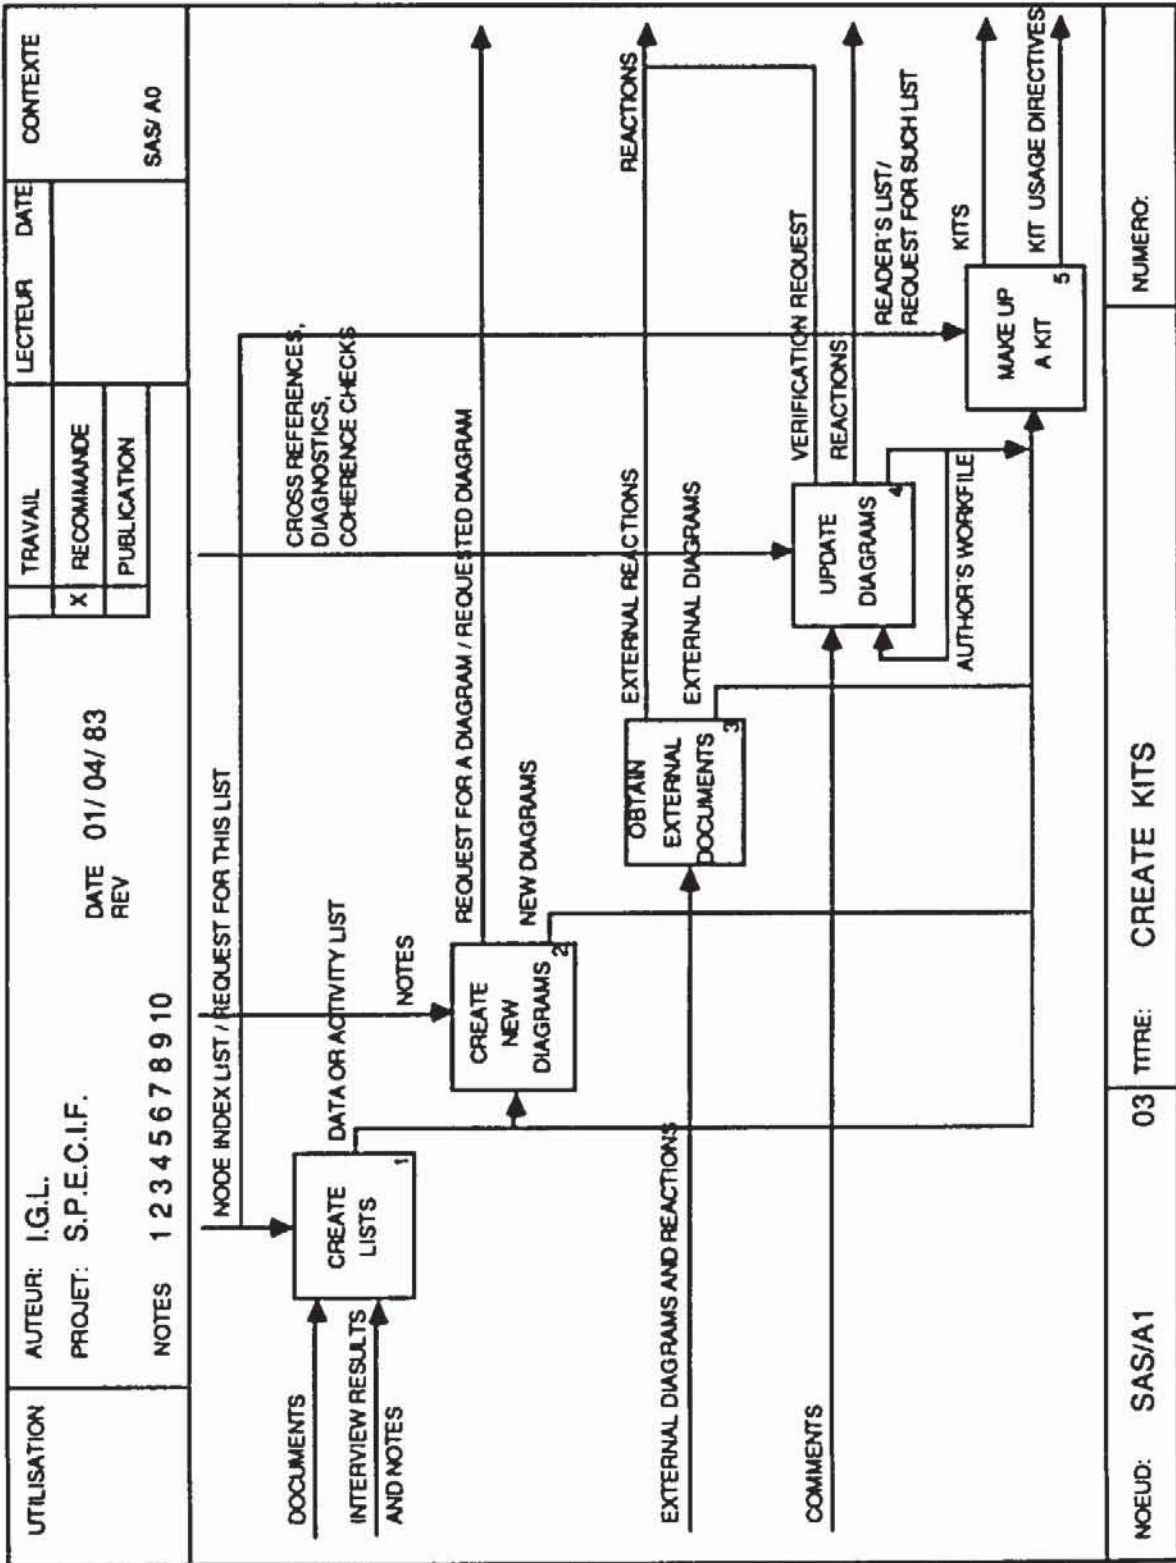 UTILISATION
AUTEUR: I.G.L.
PROJET: S.P.E.C.I.F.
NOTES 1 2 3 4 5 6 7 8 9 10
DATE 01/04/83
REV
TRAVAIL
X RECOMMANDE
PUBLICATION
LECTEUR DATE
CONTEXTE
SAS/A0
NODE INDEX LIST / REQUEST FOR THIS LIST
DOCUMENTS
INTERVIEW RESULTS
AND NOTES
CREATE
LISTS
1
DATA OR ACTIVITY LIST
NOTES
CROSS REFERENCES,
DIAGNOSTICS,
COHERENCE CHECKS
CREATE
NEW
DIAGRAMS
2
REQUEST FOR A DIAGRAM / REQUESTED DIAGRAM
NEW DIAGRAMS
EXTERNAL DIAGRAMS AND REACTIONS
OBTAIN
EXTERNAL
DOCUMENTS
3
EXTERNAL REACTIONS
REACTIONS
EXTERNAL DIAGRAMS
COMMENTS
UPDATE
DIAGRAMS
4
VERIFICATION REQUEST
REACTIONS
AUTHOR'S WORKFILE
READER'S LIST/
REQUEST FOR SUCH LIST
KITS
MAKE UP
A KIT
5
KIT USAGE DIRECTIVES
NOEUD: SAS/A1 03
TITRE: CREATE KITS
NUMERO: